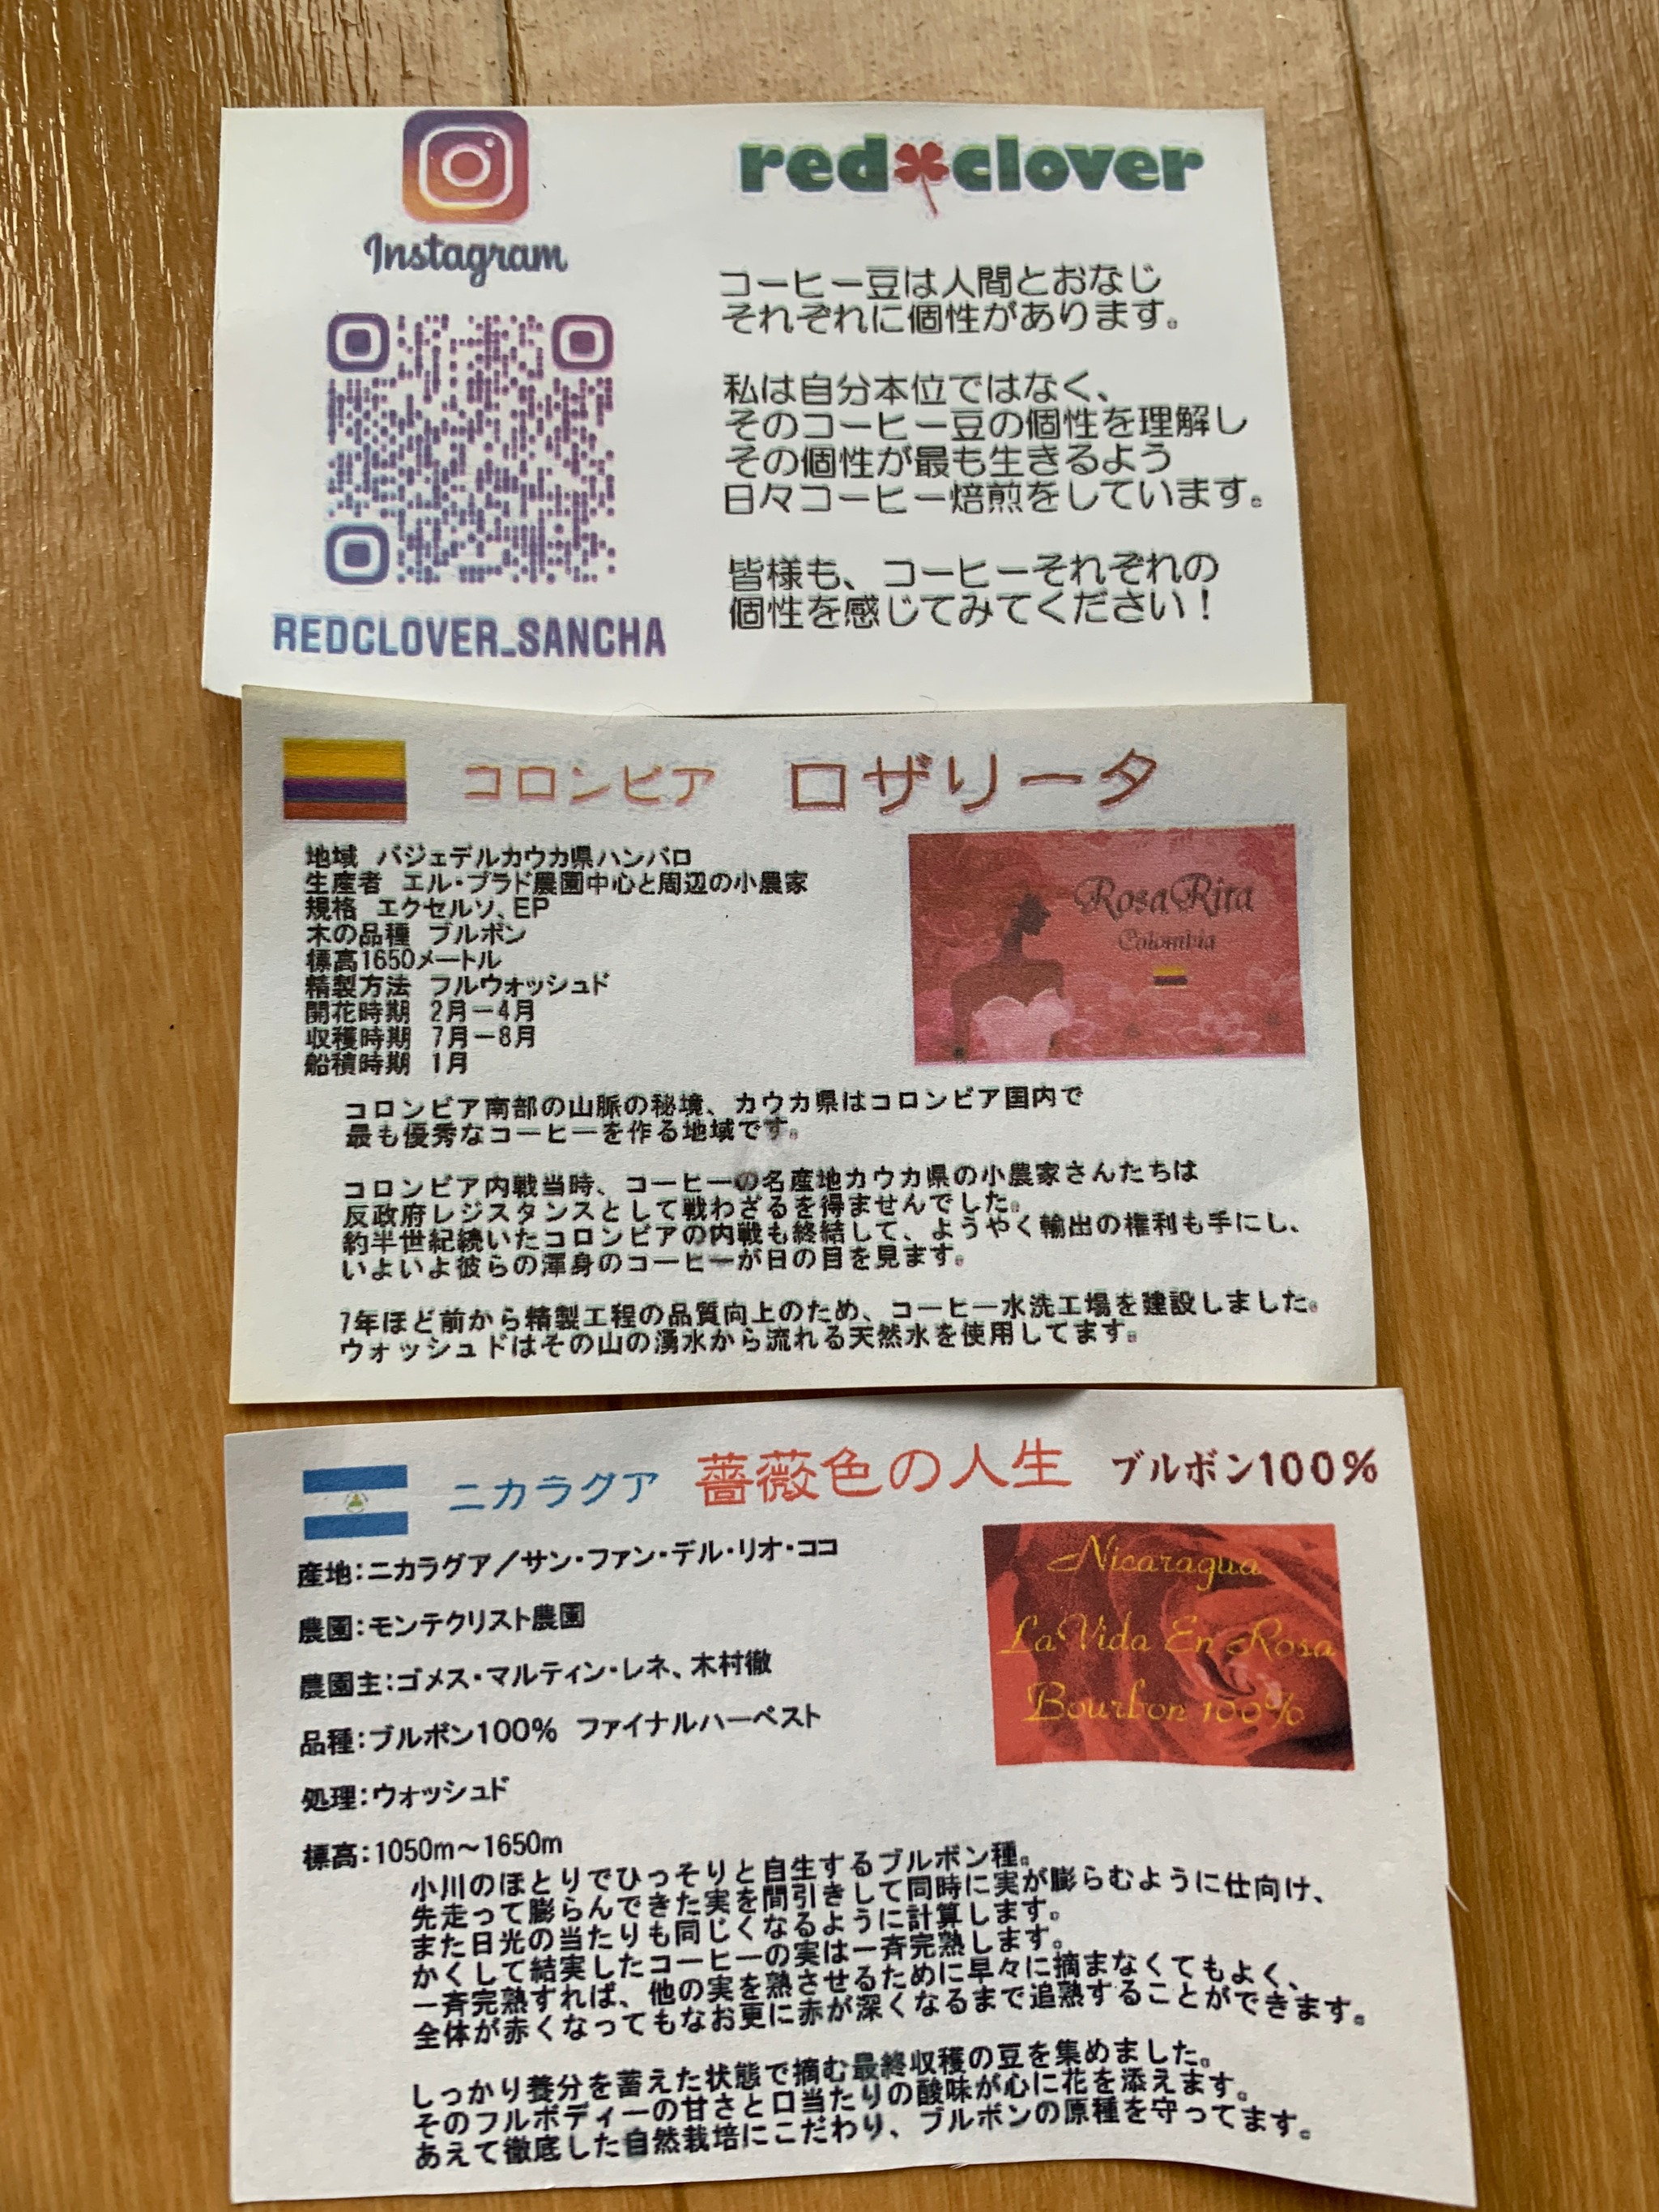 Instagram
REDCLOVER_SANCHA
red clover
コーヒー豆は人間とおなじ
それぞれに個性があります。
私は自分本位ではなく、
そのコーヒー豆の個性を理解し
その個性が最も生きるよう
日々コーヒー焙煎をしています。
皆様も、コーヒーそれぞれの
個性を感じてみてください！
コロンビア ロザリータ
地域 バジェデルカウカ県ハンバロ
生産者 エル・プラド農園中心と周辺の小農家
規格 エクセルソ、EP
木の品種 ブルボン
標高1650メートル
精製方法 フルウォッシュド
開花時期 2月－4月
収穫時期 7月－8月
船積時期 1月
RosaRita
Colombia
コロンビア南部の山脈の秘境、カウカ県はコロンビア国内で
最も優秀なコーヒーを作る地域です。
コロンビア内戦当時、コーヒーの名産地カウカ県の小農家さんたちは
反政府レジスタンスとして戦わざるを得ませんでした。
約半世紀続いたコロンビアの内戦も終結して、ようやく輸出の権利も手にし、
いよいよ彼らの渾身のコーヒーが日の目を見ます。
7年ほど前から精製工程の品質向上のため、コーヒー水洗工場を建設しました。
ウォッシュドはその山の湧水から流れる天然水を使用してます。
ニカラグア 薔薇色の人生 ブルボン100%
産地：ニカラグア／サン・ファン・デル・リオ・ココ
農園：モンテクリスト農園
農園主：ゴメス・マルティン・レネ、木村徹
品種：ブルボン100% ファイナルハーベスト
処理：ウォッシュド
標高：1050m～1650m
Nicaragua
La Vida En Rosa
Bourbon 100%
小川のほとりでひっそりと自生するブルボン種。
先走って膨らんできた実を間引きして同時に実が膨らむように仕向け、
また日光の当たりも同じくなるように計算します。
かくして結実したコーヒーの実は一斉完熟します。
一斉完熟すれば、他の実を熟させるために早々に摘まなくてもよく、
全体が赤くなってもなお更に赤が深くなるまで追熟することができます。
しっかり養分を蓄えた状態で摘む最終収穫の豆を集めました。
そのフルボディーの甘さと口当たりの酸味が心に花を添えます。
あえて徹底した自然栽培にこだわり、ブルボンの原種を守ってます。